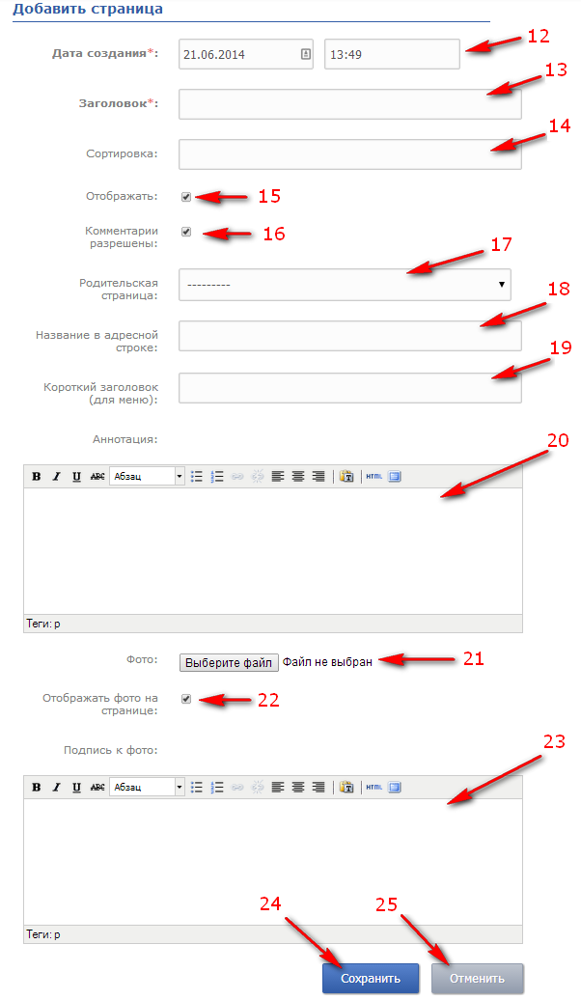 Добавить страница
Дата создания*: 21.06.2014 13:49 12
Заголовок*: 13
Сортировка: 14
Отображать: 15
Комментарии
разрешены: 16
Родительская
страница: --------- 17
Название в адресной
строке: 18
Короткий заголовок
(для меню): 19
Аннотация:
20
B I U ABC Абзац HTML
Теги: p
Фото: Выберите файл Файл не выбран 21
Отображать фото на
странице: 22
Подпись к фото:
23
B I U ABC Абзац HTML
Теги: p
24 25
Сохранить Отменить